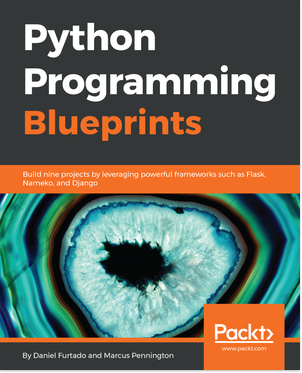 Python
Programming
Blueprints
Build nine projects by leveraging powerful frameworks such as Flask,
Nameko, and Django
Packt>
www.packt.com
By Daniel Furtado and Marcus Pennington